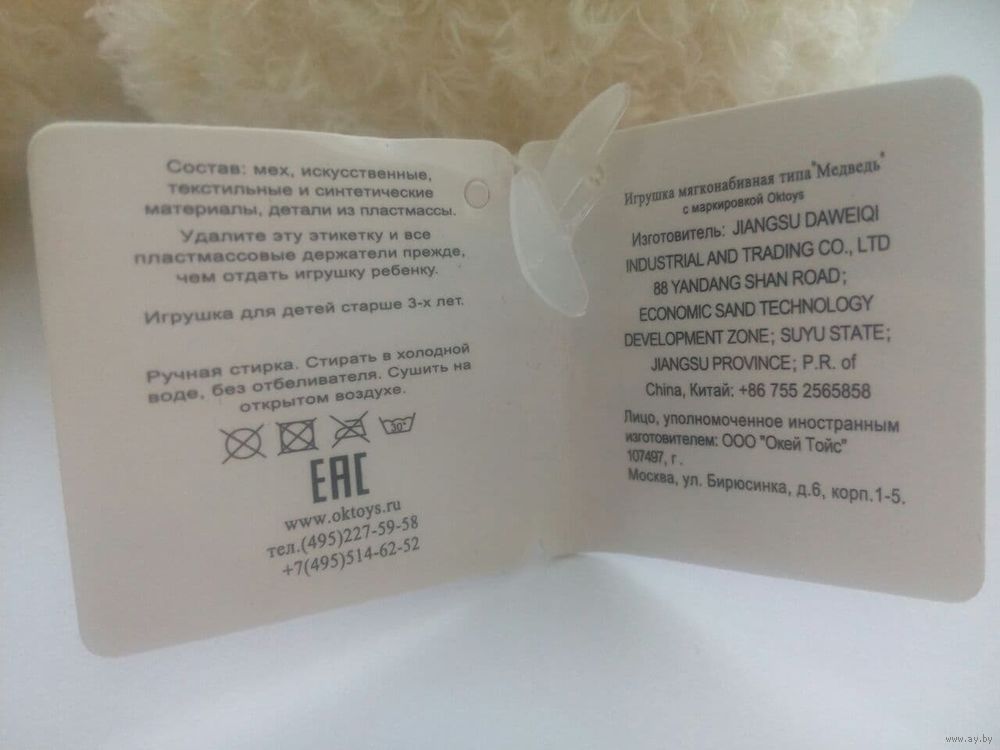 Состав: мех, искусственные,
текстильные и синтетические
материалы, детали из пластмассы.
Удалите эту этикетку и все
пластмассовые держатели прежде,
чем отдать игрушку ребенку.
Игрушка для детей старше 3-х лет.
Ручная стирка. Стирать в холодной
воде, без отбеливателя. Сушить на
открытом воздухе.
30°
EAC
www.oktoys.ru
тел.(495)227-59-58
+7(495)514-62-52
Игрушка мягконабивная типа "Медведь"
с маркировкой Oktoys
Изготовитель: JIANGSU DAWEIQI
INDUSTRIAL AND TRADING CO., LTD
88 YANDANG SHAN ROAD;
ECONOMIC SAND TECHNOLOGY
DEVELOPMENT ZONE; SUYU STATE;
JIANGSU PROVINCE; P.R. of
China, Китай: +86 755 2565858
Лицо, уполномоченное иностранным
изготовителем: ООО "Окей Тойс"
107497, г .
Москва, ул. Бирюсинка, д.6, корп.1-5.
www.ay.by